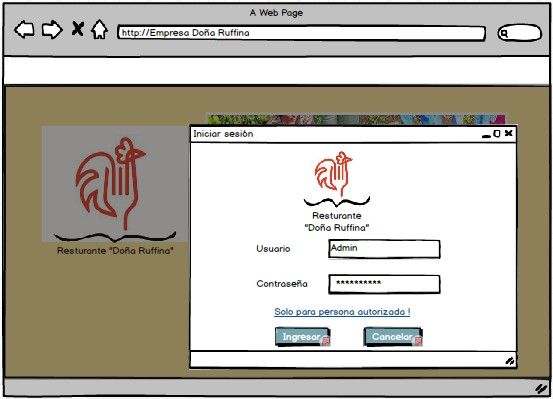 A Web Page
http://Empresa Doña Ruffina
Resturante "Doña Ruffina"
Iniciar sesión
Resturante
"Doña Ruffina"
Usuario
Admin
Contraseña
**********
Solo para persona autorizada !
Ingresar
Cancelar